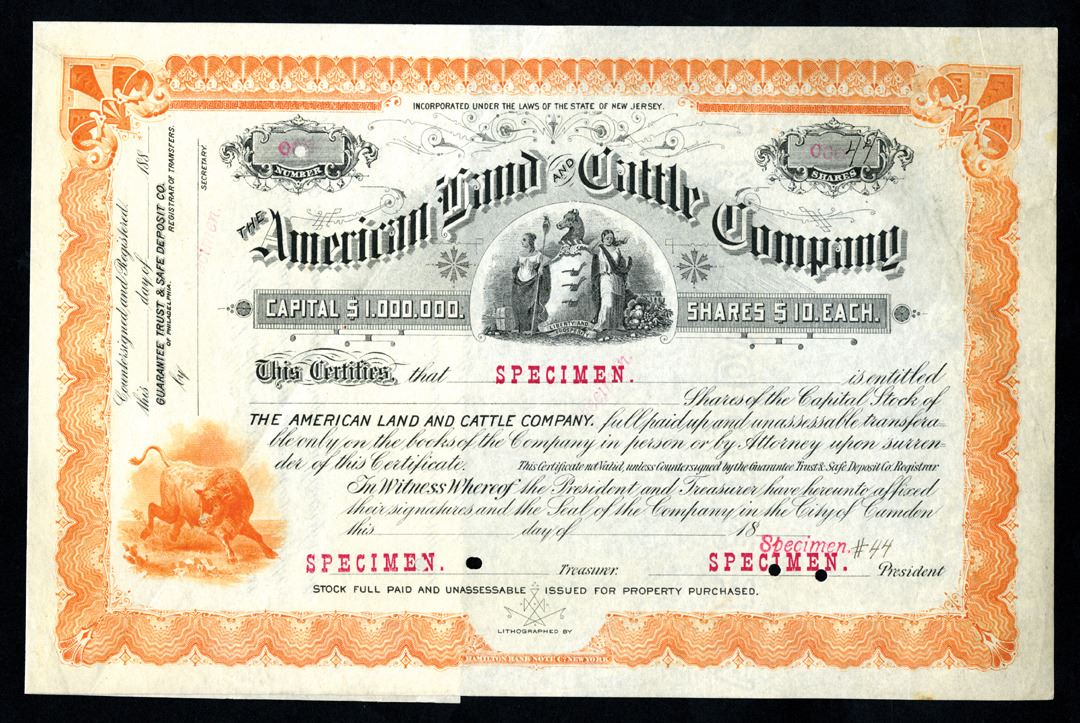 INCORPORATED UNDER THE LAWS OF THE STATE OF NEW JERSEY.
NUMBER
44
SHARES
THE American Land AND Cattle Company
CAPITAL $1.000.000.
SHARES $10. EACH.
LIBERTY AND PROSPERITY
This Certifies, that SPECIMEN. is entitled
Shares of the Capital Stock of
THE AMERICAN LAND AND CATTLE COMPANY. full paid up and unassessable transfera-
ble only on the books of the Company in person or by Attorney upon surren-
der of this Certificate. This Certificate not Valid, unless Countersigned by the Guarantee Trust & Safe Deposit Co. Registrar
In Witness Whereof the President and Treasurer have hereunto affixed
their signatures and the Seal of the Company in the City of Camden
this day of 18
Specimen. #44
SPECIMEN. Treasurer. SPECIMEN. President
STOCK FULL PAID AND UNASSESSABLE ISSUED FOR PROPERTY PURCHASED.
LITHOGRAPHED BY
HAMILTON BANK NOTE Co NEW YORK.
Countersigned and Registered.
this day of 188
GUARANTEE TRUST & SAFE DEPOSIT CO.
OF PHILADELPHIA. REGISTRAR OF TRANSFERS.
by
SECRETARY.